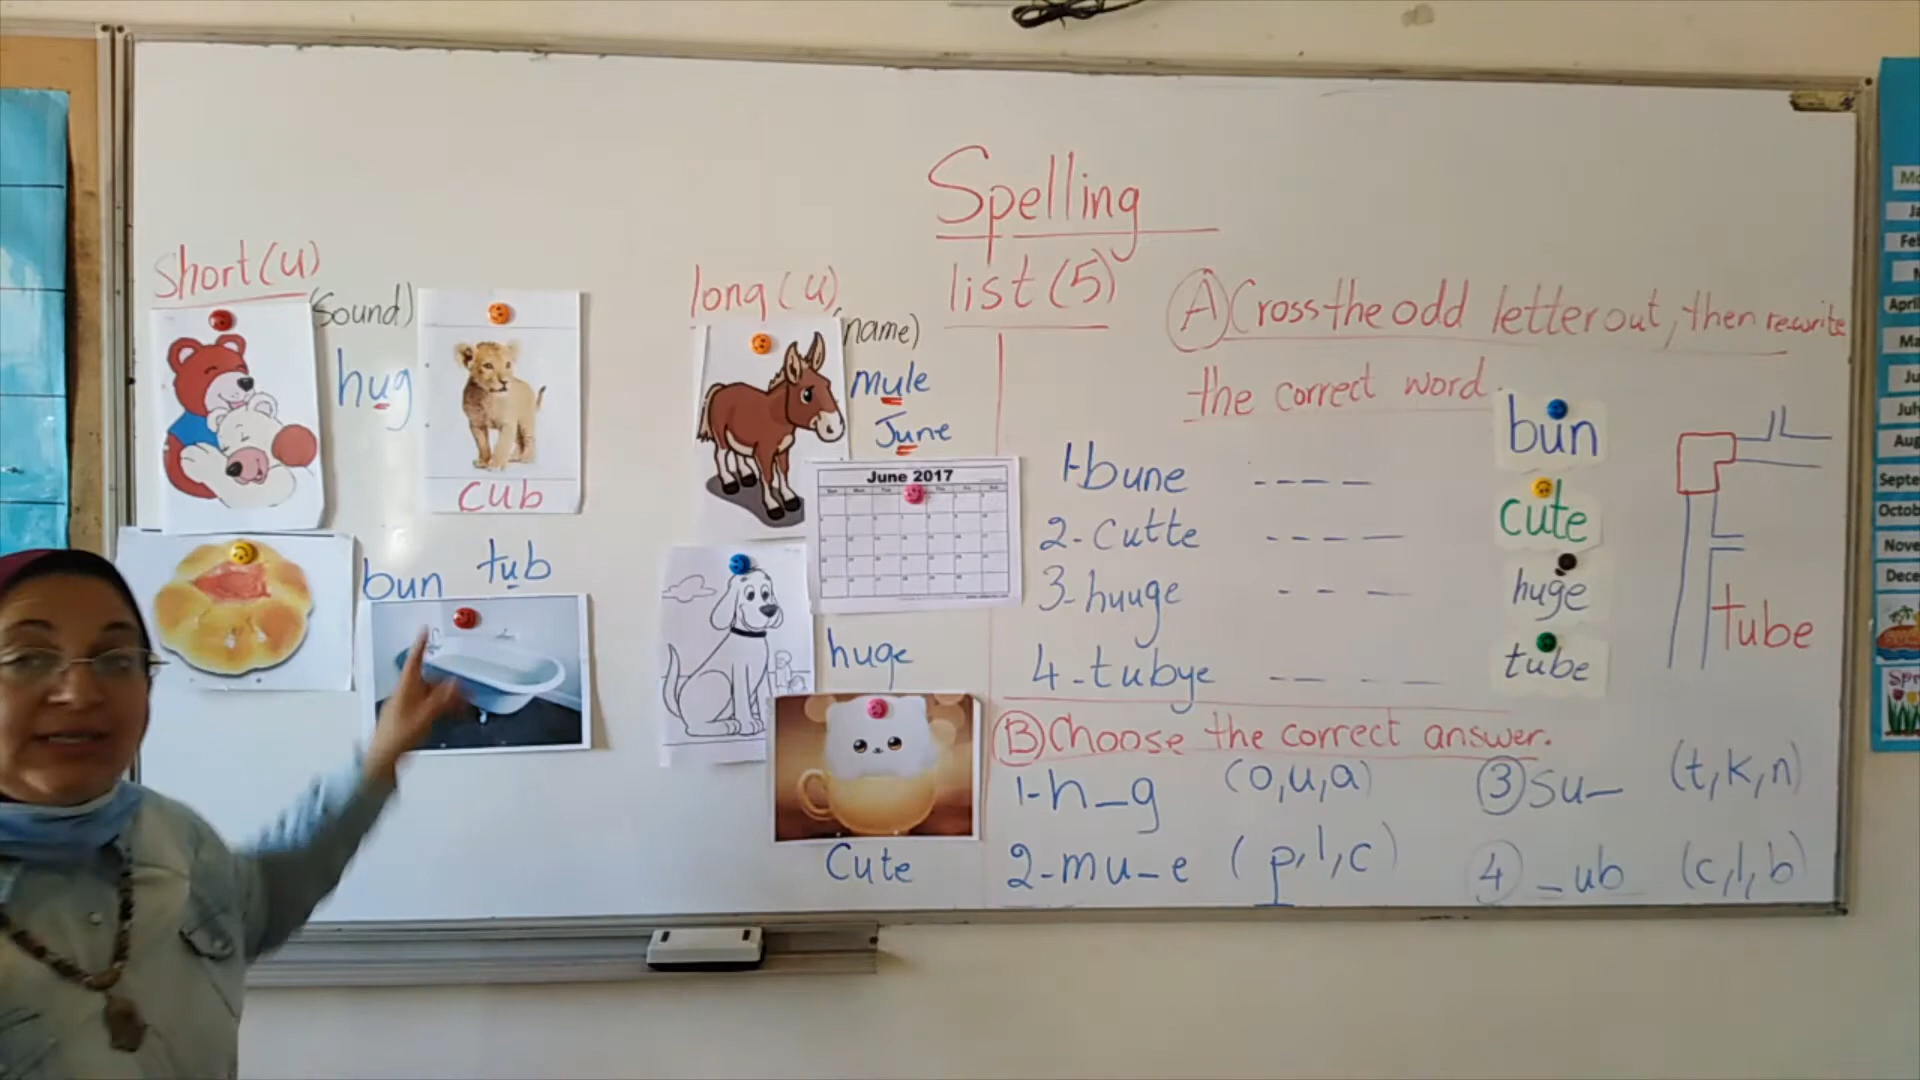 Spelling
list (5)
short (u)
(Sound)
hug
cub
bun
tub
long (u)
(name)
mule
June
June 2017
huge
Cute
(A) Cross the odd letter out, then rewrite
the correct word.
1-bune ----
2-cutte ----
3-huuge ----
4-tubye ----
bun
cute
huge
tube
tube
(B) Choose the correct answer.
1-h_g (o,u,a)
2-mu_e (p,l,c)
(3) su_ (t,k,n)
(4) _ub (c,l,b)
April